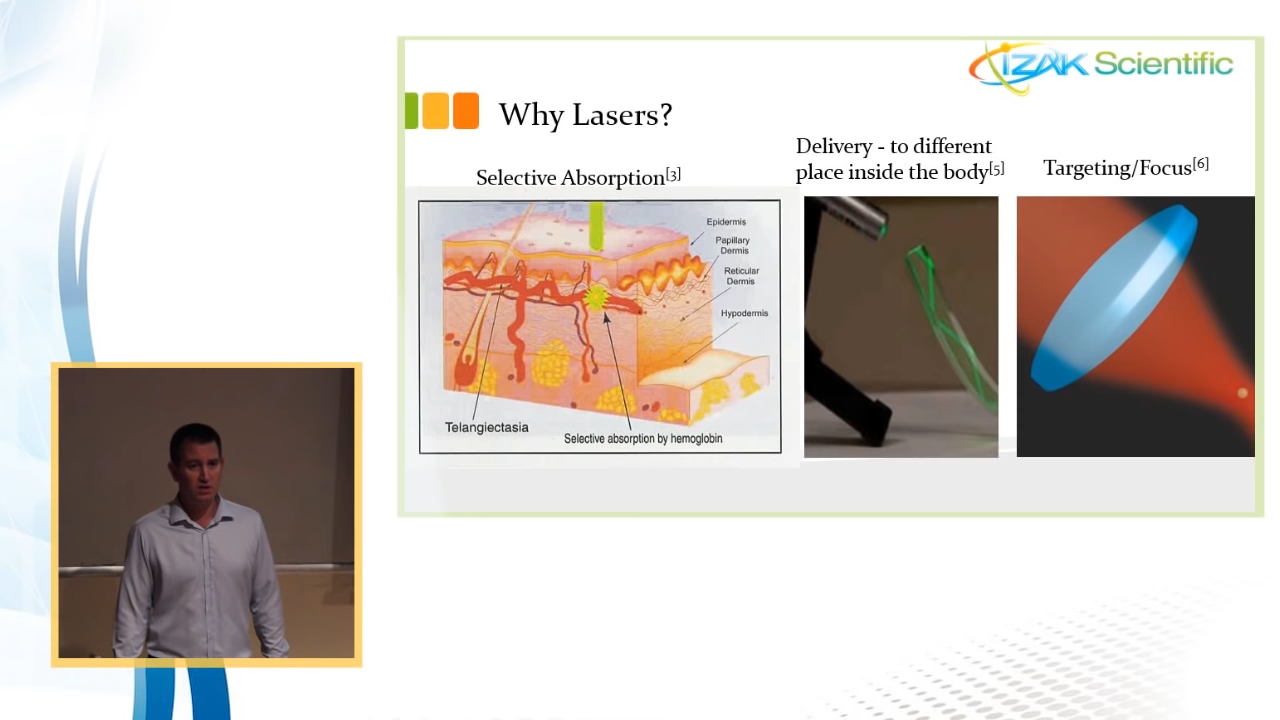 IZAK Scientific
Why Lasers?
Selective Absorption[3]
Delivery - to different
place inside the body[5]
Targeting/Focus[6]
Epidermis
Papillary
Dermis
Reticular
Dermis
Hypodermis
Telangiectasia
Selective absorption by hemoglobin